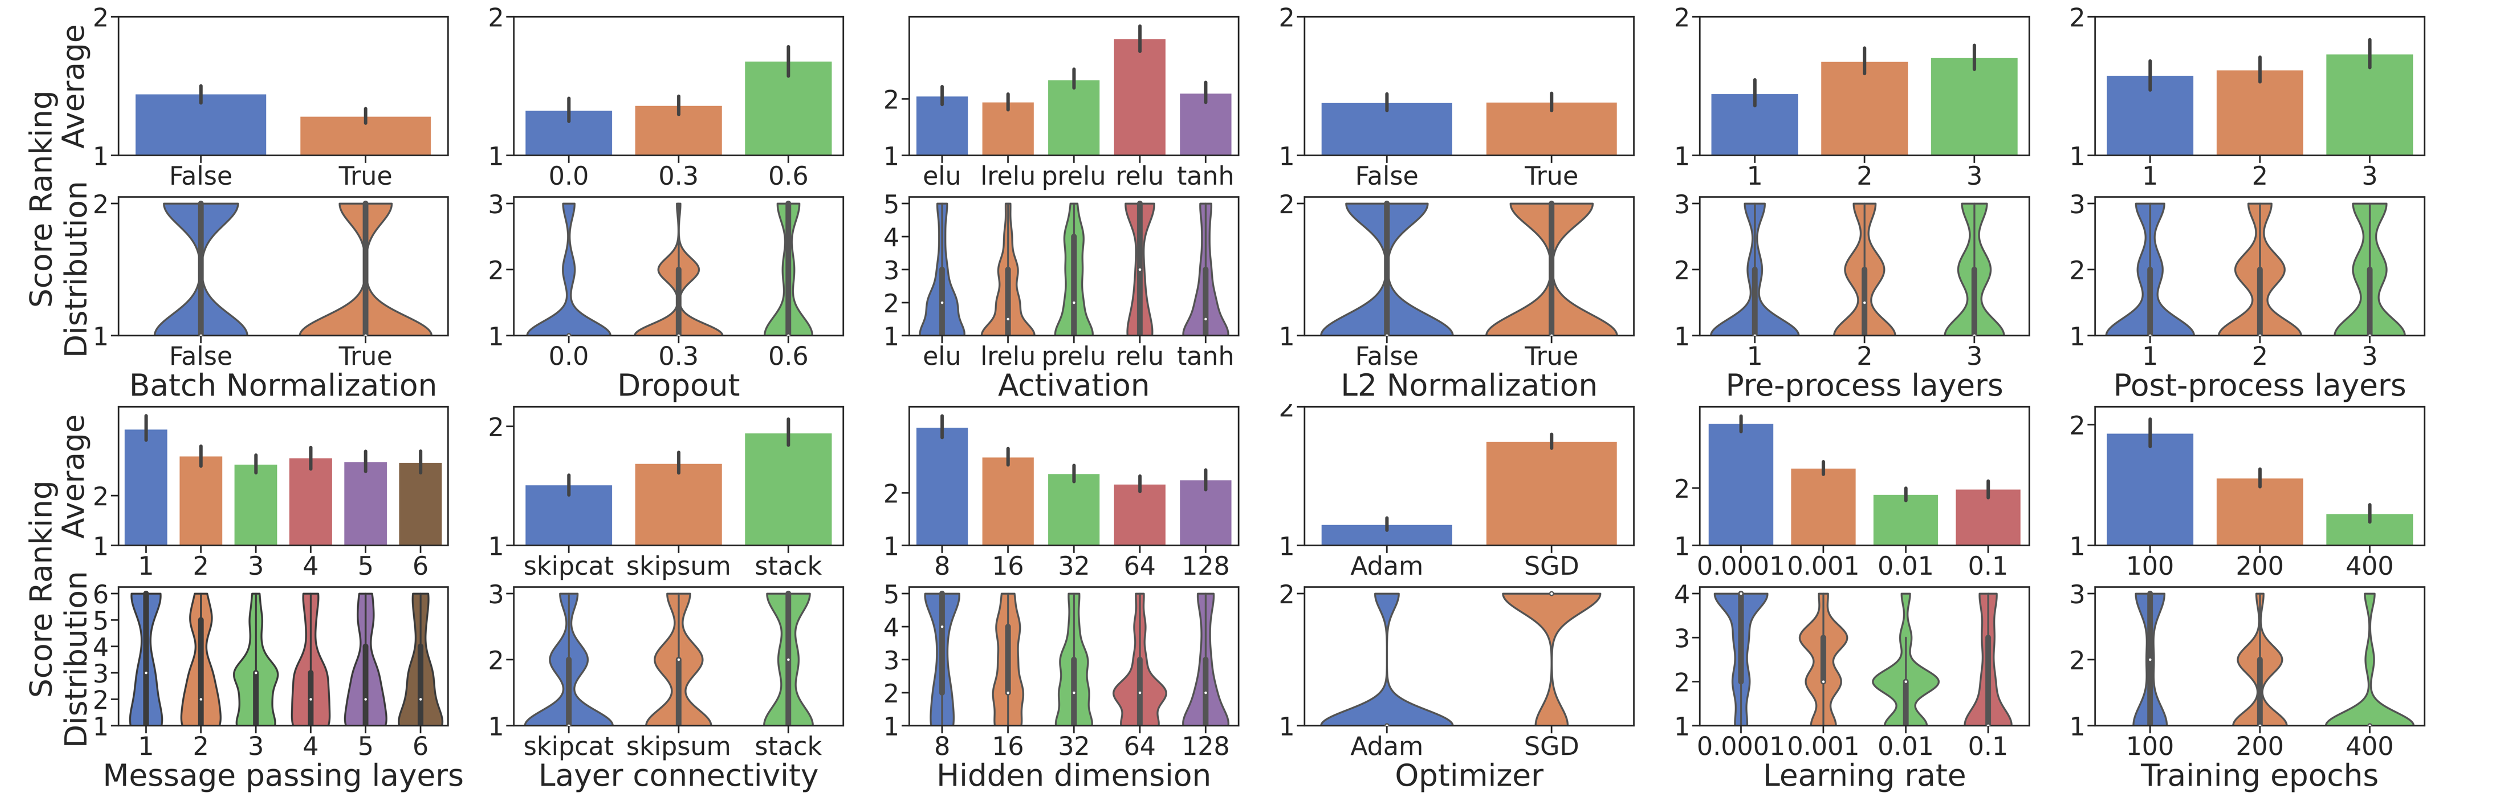 Score Ranking
Average
2
1
False True
2
1
0.0 0.3 0.6
2
1
elu lrelu prelu relu tanh
2
1
False True
2
1
1 2 3
2
1
1 2 3
Distribution
2
1
False True
Batch Normalization
3
2
1
0.0 0.3 0.6
Dropout
5
4
3
2
1
elu lrelu prelu relu tanh
Activation
2
1
False True
L2 Normalization
3
2
1
1 2 3
Pre-process layers
3
2
1
1 2 3
Post-process layers
Score Ranking
Average
2
1
1 2 3 4 5 6
2
1
skipcat skipsum stack
2
1
8 16 32 64 128
2
1
Adam SGD
2
1
0.0001 0.001 0.01 0.1
2
1
100 200 400
Distribution
6
5
4
3
2
1
1 2 3 4 5 6
Message passing layers
3
2
1
skipcat skipsum stack
Layer connectivity
5
4
3
2
1
8 16 32 64 128
Hidden dimension
2
1
Adam SGD
Optimizer
4
3
2
1
0.0001 0.001 0.01 0.1
Learning rate
3
2
1
100 200 400
Training epochs